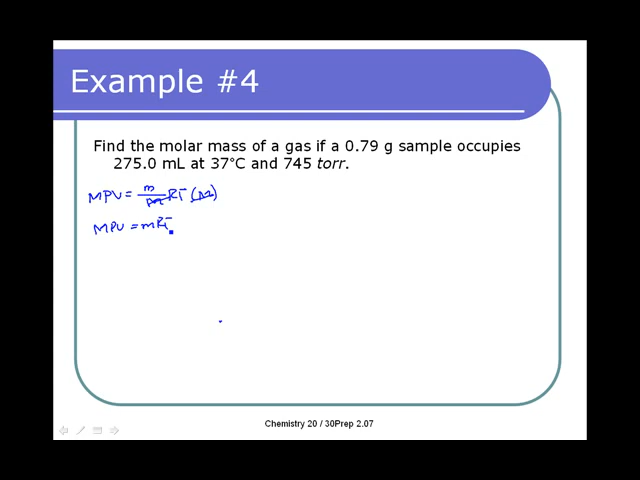 Example #4
Find the molar mass of a gas if a 0.79 g sample occupies
275.0 mL at 37°C and 745 torr.
MPV = m/M RT (M)
MPV = mRT
Chemistry 20 / 30Prep 2.07